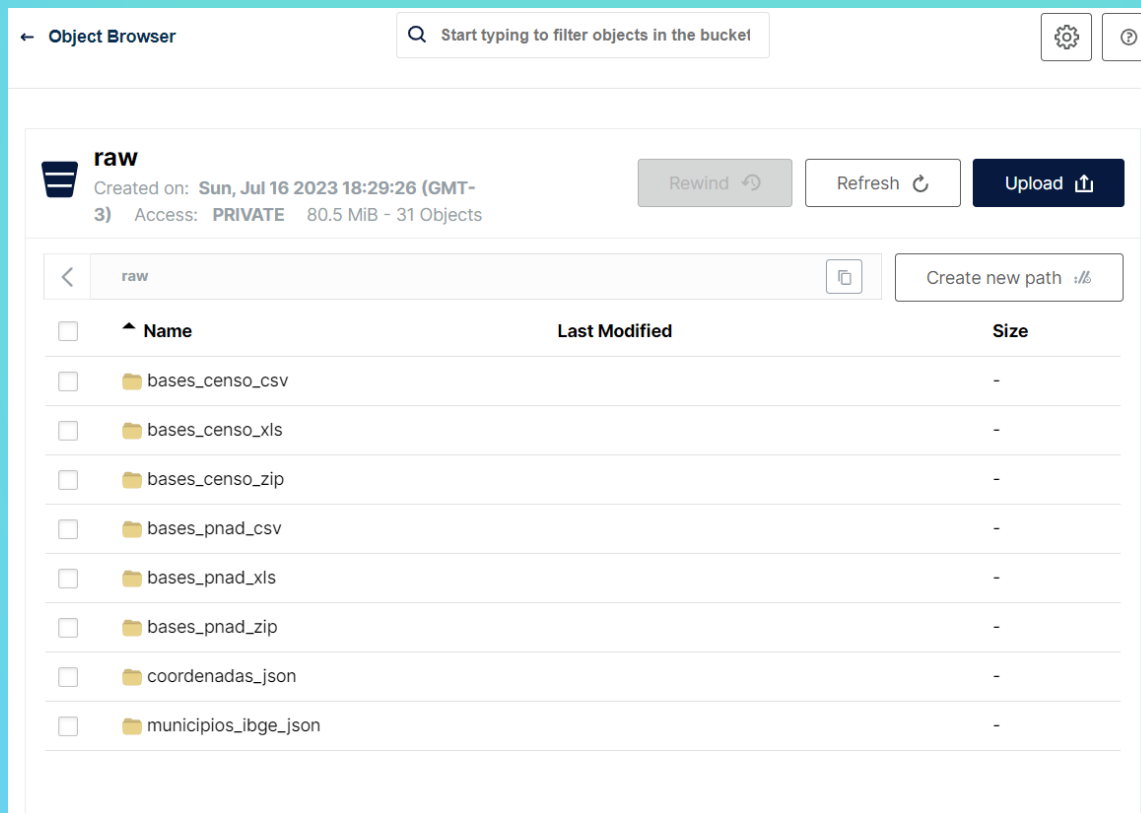 Object Browser
Start typing to filter objects in the bucket
raw
Created on: Sun, Jul 16 2023 18:29:26 (GMT-
3) Access: PRIVATE 80.5 MiB - 31 Objects
Rewind
Refresh
Upload
raw
Create new path
Name Last Modified Size
bases_censo_csv -
bases_censo_xls -
bases_censo_zip -
bases_pnad_csv -
bases_pnad_xls -
bases_pnad_zip -
coordenadas_json -
municipios_ibge_json -